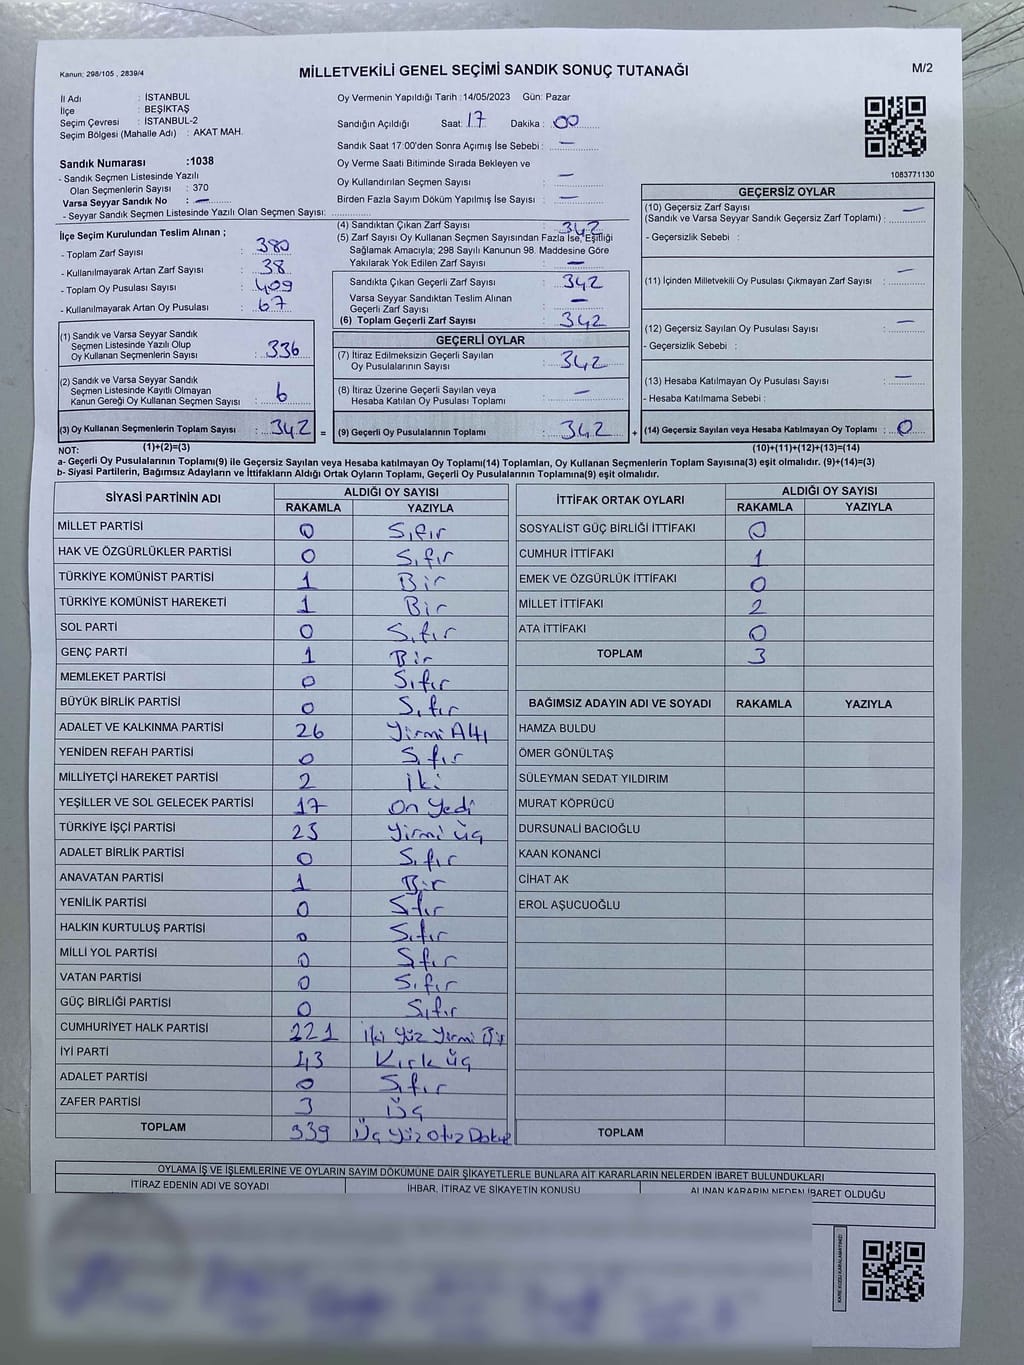 Kanun: 298/105 , 2839/4
MİLLETVEKİLİ GENEL SEÇİMİ SANDIK SONUÇ TUTANAĞI
M/2
İl Adı : İSTANBUL
İlçe : BEŞİKTAŞ
Seçim Çevresi : İSTANBUL-2
Seçim Bölgesi (Mahalle Adı) : AKAT MAH.
Sandık Numarası :1038
- Sandık Seçmen Listesinde Yazılı
Olan Seçmenlerin Sayısı : 370
Varsa Seyyar Sandık No : —
- Seyyar Sandık Seçmen Listesinde Yazılı Olan Seçmen Sayısı:
Oy Vermenin Yapıldığı Tarih :14/05/2023 Gün: Pazar
Sandığın Açıldığı Saat: 17 Dakika : 00
Sandık Saat 17:00'den Sonra Açımış İse Sebebi : —
Oy Verme Saati Bitiminde Sırada Bekleyen ve
Oy Kullandırılan Seçmen Sayısı : —
Birden Fazla Sayım Döküm Yapılmış İse Sayısı : —
1083771130
İlçe Seçim Kurulundan Teslim Alınan ;
- Toplam Zarf Sayısı : 380
- Kullanılmayarak Artan Zarf Sayısı : 38
- Toplam Oy Pusulası Sayısı : 409
- Kullanılmayarak Artan Oy Pusulası : 67
(1) Sandık ve Varsa Seyyar Sandık
Seçmen Listesinde Yazılı Olup
Oy Kullanan Seçmenlerin Sayısı : 336
(2) Sandık ve Varsa Seyyar Sandık
Seçmen Listesinde Kayıtlı Olmayan
Kanun Gereği Oy Kullanan Seçmen Sayısı : 6
(3) Oy Kullanan Seçmenlerin Toplam Sayısı : 342 =
(1)+(2)=(3)
(4) Sandıktan Çıkan Zarf Sayısı : 342
(5) Zarf Sayısı Oy Kullanan Seçmen Sayısından Fazla İse, Eşitliği
Sağlamak Amacıyla; 298 Sayılı Kanunun 98. Maddesine Göre
Yakılarak Yok Edilen Zarf Sayısı : —
Sandıkta Çıkan Geçerli Zarf Sayısı : 342
Varsa Seyyar Sandıktan Teslim Alınan
Geçerli Zarf Sayısı : —
(6) Toplam Geçerli Zarf Sayısı : 342
GEÇERLİ OYLAR
(7) İtiraz Edilmeksizin Geçerli Sayılan
Oy Pusulalarının Sayısı : 342
(8) İtiraz Üzerine Geçerli Sayılan veya
Hesaba Katılan Oy Pusulası Toplamı : —
(9) Geçerli Oy Pusulalarının Toplamı : 342 +
GEÇERSİZ OYLAR
(10) Geçersiz Zarf Sayısı
(Sandık ve Varsa Seyyar Sandık Geçersiz Zarf Toplamı) : —
- Geçersizlik Sebebi :
(11) İçinden Milletvekili Oy Pusulası Çıkmayan Zarf Sayısı : —
(12) Geçersiz Sayılan Oy Pusulası Sayısı : —
- Geçersizlik Sebebi :
(13) Hesaba Katılmayan Oy Pusulası Sayısı : —
- Hesaba Katılmama Sebebi :
(14) Geçersiz Sayılan veya Hesaba Katılmayan Oy Toplamı : 0
(10)+(11)+(12)+(13)=(14)
NOT:
a- Geçerli Oy Pusulalarının Toplamı(9) ile Geçersiz Sayılan veya Hesaba katılmayan Oy Toplamı(14) Toplamları, Oy Kullanan Seçmenlerin Toplam Sayısına(3) eşit olmalıdır. (9)+(14)=(3)
b- Siyasi Partilerin, Bağımsız Adayların ve İttifakların Aldığı Ortak Oyların Toplamı, Geçerli Oy Pusulalarının Toplamına(9) eşit olmalıdır.
SİYASİ PARTİNİN ADI ALDIĞI OY SAYISI
RAKAMLA YAZIYLA
MİLLET PARTİSİ 0 Sıfır
HAK VE ÖZGÜRLÜKLER PARTİSİ 0 Sıfır
TÜRKİYE KOMÜNİST PARTİSİ 1 Bir
TÜRKİYE KOMÜNİST HAREKETİ 1 Bir
SOL PARTİ 0 Sıfır
GENÇ PARTİ 1 Bir
MEMLEKET PARTİSİ 0 Sıfır
BÜYÜK BİRLİK PARTİSİ 0 Sıfır
ADALET VE KALKINMA PARTİSİ 26 Yirmi Altı
YENİDEN REFAH PARTİSİ 0 Sıfır
MİLLİYETÇİ HAREKET PARTİSİ 2 İki
YEŞİLLER VE SOL GELECEK PARTİSİ 17 On Yedi
TÜRKİYE İŞÇİ PARTİSİ 23 Yirmi üç
ADALET BİRLİK PARTİSİ 0 Sıfır
ANAVATAN PARTİSİ 1 Bir
YENİLİK PARTİSİ 0 Sıfır
HALKIN KURTULUŞ PARTİSİ 0 Sıfır
MİLLİ YOL PARTİSİ 0 Sıfır
VATAN PARTİSİ 0 Sıfır
GÜÇ BİRLİĞİ PARTİSİ 0 Sıfır
CUMHURİYET HALK PARTİSİ 221 İki Yüz Yirmi Bir
İYİ PARTİ 43 Kırk üç
ADALET PARTİSİ 0 Sıfır
ZAFER PARTİSİ 3 Üç
TOPLAM 339 Üç Yüz Otuz Dokuz
İTTİFAK ORTAK OYLARI ALDIĞI OY SAYISI
RAKAMLA YAZIYLA
SOSYALİST GÜÇ BİRLİĞİ İTTİFAKI 0
CUMHUR İTTİFAKI 1
EMEK VE ÖZGÜRLÜK İTTİFAKI 0
MİLLET İTTİFAKI 2
ATA İTTİFAKI 0
TOPLAM 3
BAĞIMSIZ ADAYIN ADI VE SOYADI RAKAMLA YAZIYLA
HAMZA BULDU
ÖMER GÖNÜLTAŞ
SÜLEYMAN SEDAT YILDIRIM
MURAT KÖPRÜCÜ
DURSUNALİ BACIOĞLU
KAAN KONANCİ
CİHAT AK
EROL AŞUCUOĞLU
TOPLAM
OYLAMA İŞ VE İŞLEMLERİNE VE OYLARIN SAYIM DÖKÜMÜNE DAİR ŞİKAYETLERLE BUNLARA AİT KARARLARIN NELERDEN İBARET BULUNDUKLARI
İTİRAZ EDENİN ADI VE SOYADI İHBAR, İTİRAZ VE ŞİKAYETİN KONUSU ALINAN KARARIN NEDEN İBARET OLDUĞU